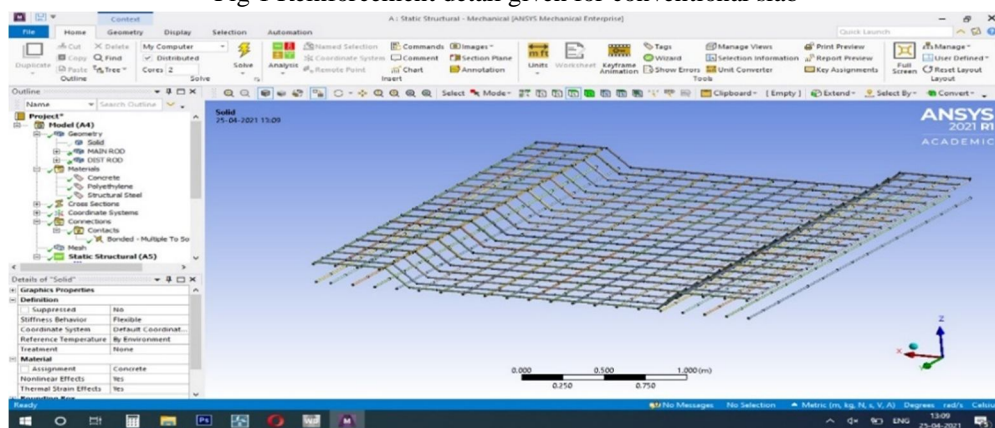 Fig 1 Reinforcement detail given for conventional slab
Context
A : Static Structural - Mechanical [ANSYS Mechanical Enterprise]
File Home Geometry Display Selection Automation
Quick Launch
Duplicate
Cut
Copy
Paste
Delete
Find
Tree
Outline
My Computer
Distributed
Cores 2
Solve
Solve
Analysis
Named Selection
Coordinate System
Remote Point
Commands
Comment
Chart
Images
Section Plane
Annotation
Insert
Units
Worksheet
Keyframe Animation
Tags
Wizard
Show Errors
Manage Views
Selection Information
Unit Converter
Print Preview
Report Preview
Key Assignments
Tools
Full Screen
Manage
User Defined
Reset Layout
Layout
Outline
Name Search Outline
Select Mode Clipboard [ Empty ] Extend Select By Convert
Project*
Model (A4)
Geometry
Solid
MAIN ROD
DIST ROD
Materials
Concrete
Polyethylene
Structural Steel
Cross Sections
Coordinate Systems
Connections
Contacts
Bonded - Multiple To So
Mesh
Static Structural (A5)
Solid
25-04-2021 13:09
ANSYS
2021 R1
ACADEMIC
Details of "Solid"
Graphics Properties
Definition
Suppressed No
Stiffness Behavior Flexible
Coordinate System Default Coordinat...
Reference Temperature By Environment
Treatment None
Material
Assignment Concrete
Nonlinear Effects Yes
Thermal Strain Effects Yes
Bounding Box
0.000 0.500 1.000 (m)
0.250 0.750
Z
X
Y
Ready
No Messages No Selection Metric (m, kg, N, s, V, A) Degrees rad/s Celsiu
Ps
ENG
13:09
25-04-2021